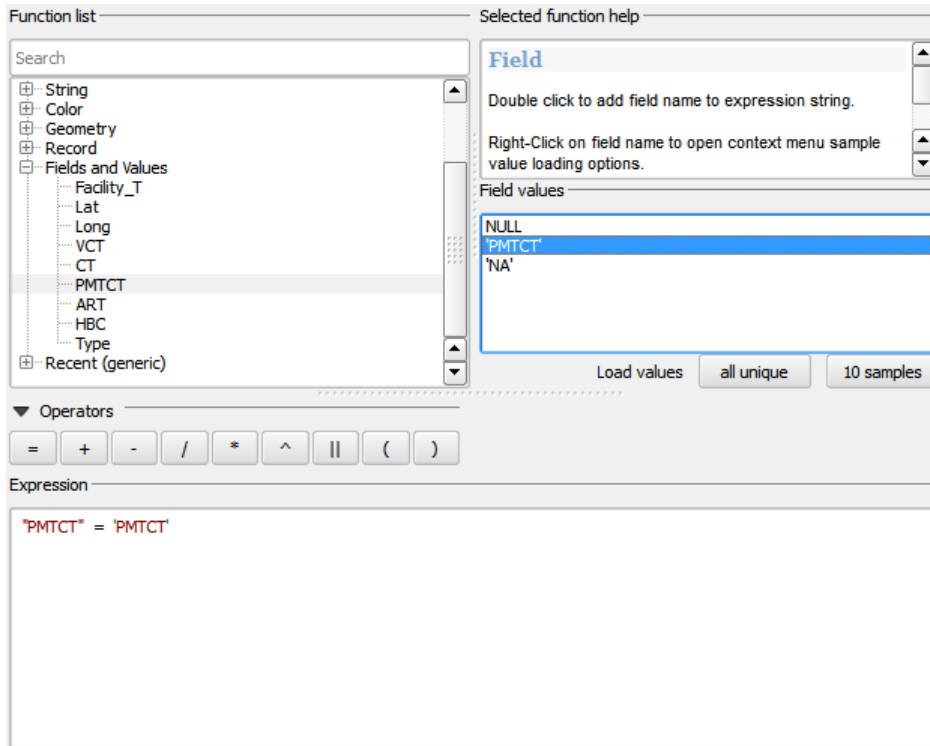 Function list
Search
String
Color
Geometry
Record
Fields and Values
Facility_T
Lat
Long
VCT
CT
PMTCT
ART
HBC
Type
Recent (generic)
Selected function help
Field
Double click to add field name to expression string.
Right-Click on field name to open context menu sample
value loading options.
Field values
NULL
'PMTCT'
'NA'
Load values all unique 10 samples
Operators
= + - / * ^ || ( )
Expression
"PMTCT" = 'PMTCT'